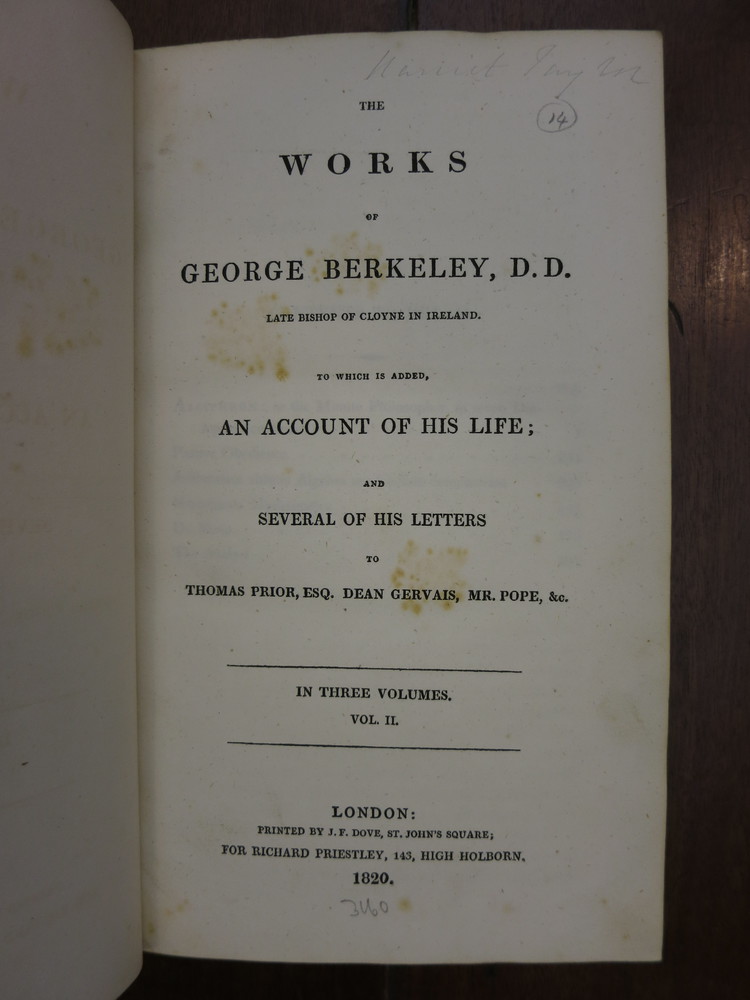 Harriet Taylor
14
THE
WORKS
OF
GEORGE BERKELEY, D.D.
LATE BISHOP OF CLOYNE IN IRELAND.
TO WHICH IS ADDED,
AN ACCOUNT OF HIS LIFE;
AND
SEVERAL OF HIS LETTERS
TO
THOMAS PRIOR, ESQ. DEAN GERVAIS, MR. POPE, &c.
IN THREE VOLUMES.
VOL. II.
LONDON:
PRINTED BY J. F. DOVE, ST. JOHN'S SQUARE;
FOR RICHARD PRIESTLEY, 143, HIGH HOLBORN.
1820.